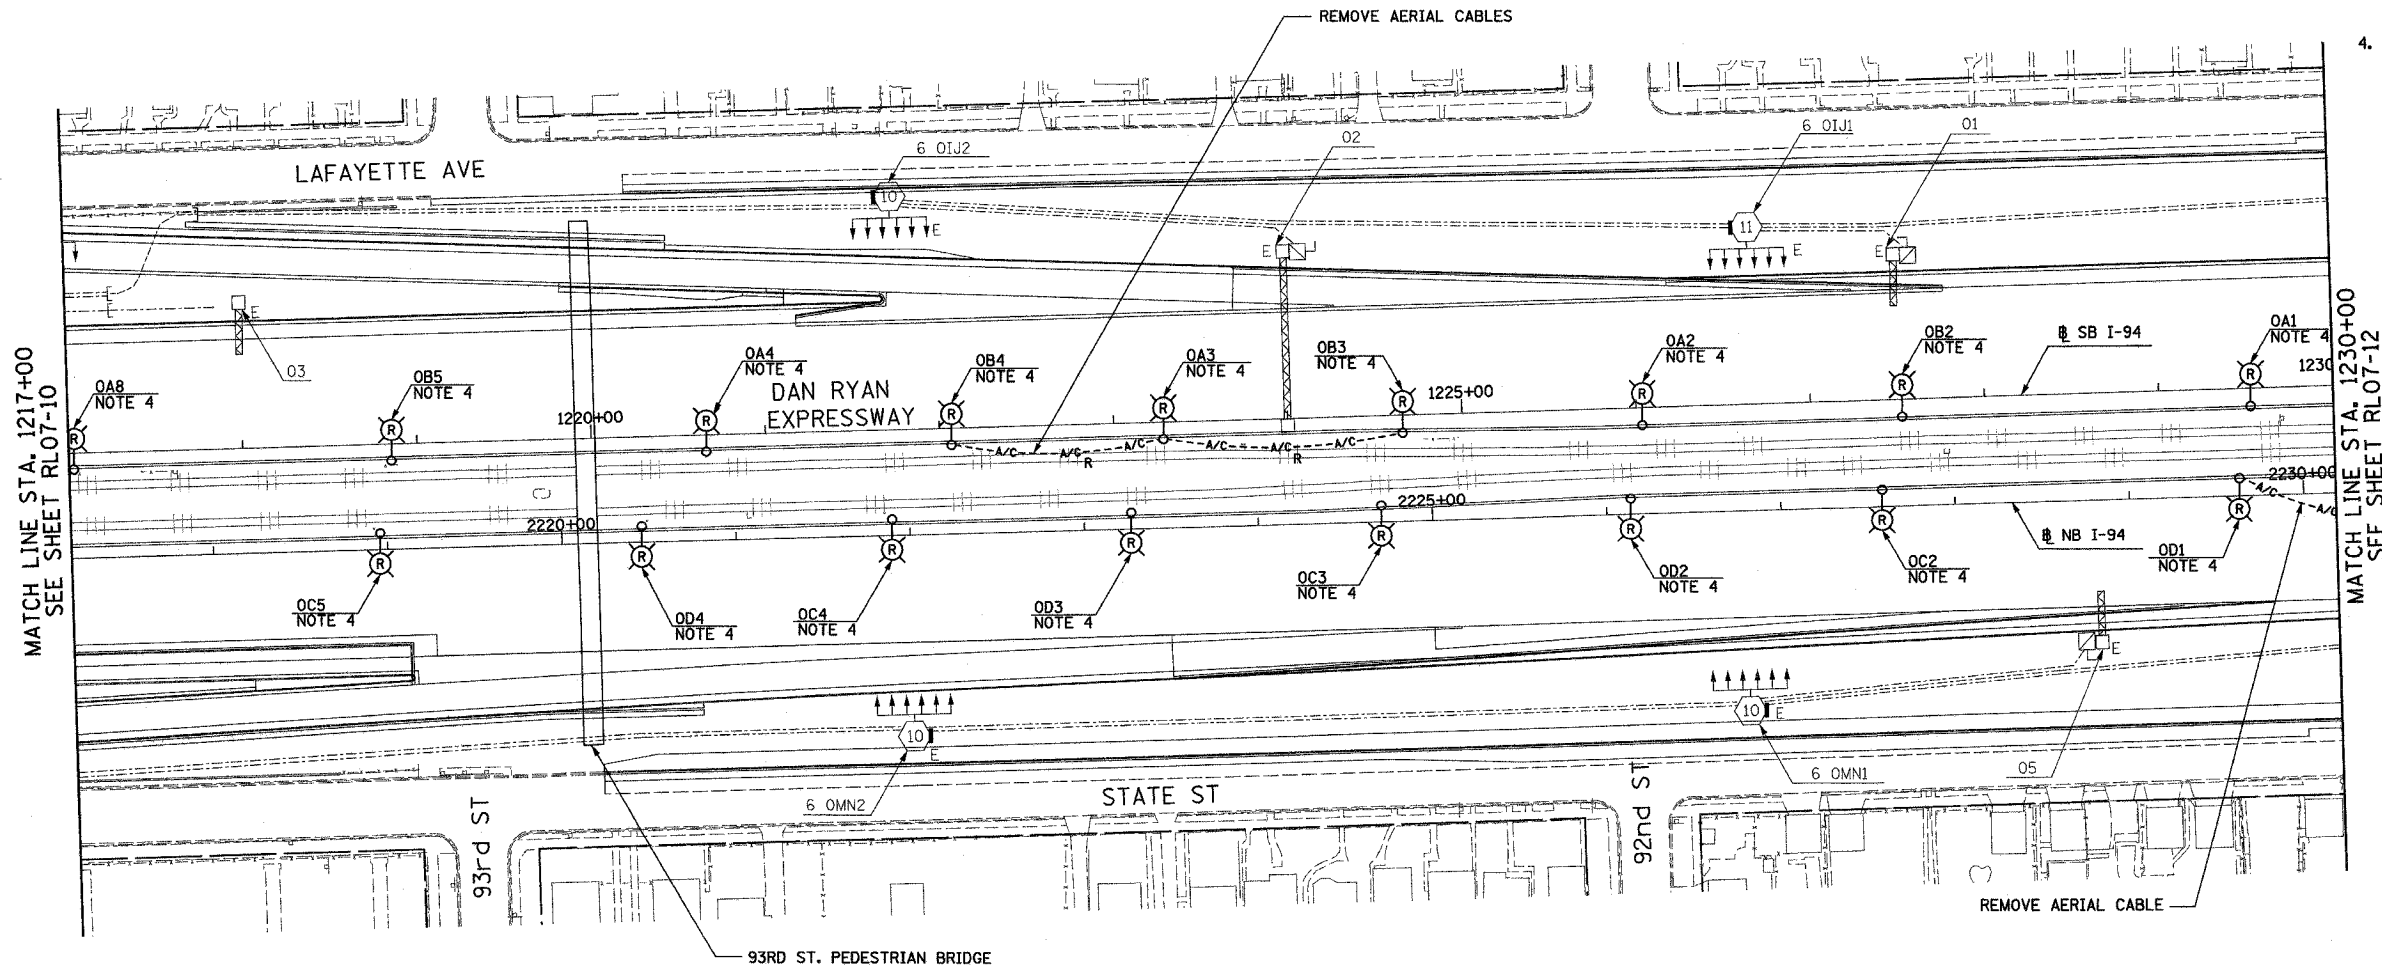 REMOVE AERIAL CABLES
4.
LAFAYETTE AVE
6 OIJ2
10
E
O2
E
6 OIJ1
11
E
O1
E
O3
E
MATCH LINE STA. 1217+00
SEE SHEET RL07-10
OA8
NOTE 4
R
OB5
NOTE 4
R
1220+00
OA4
NOTE 4
R
DAN RYAN
EXPRESSWAY
OB4
NOTE 4
R
OA3
NOTE 4
R
OB3
NOTE 4
R
1225+00
OA2
NOTE 4
R
OB2
NOTE 4
R
SB I-94
OA1
NOTE 4
R
1230
MATCH LINE STA. 1230+00
SEE SHEET RL07-12
A/C A/C A/C A/C A/C A/C
R
R
2220+00
2225+00
2230+00
A/C
A/C
R
OC5
NOTE 4
R
OD4
NOTE 4
R
OC4
NOTE 4
R
OD3
NOTE 4
R
OC3
NOTE 4
R
OD2
NOTE 4
R
OC2
NOTE 4
NB I-94
R
OD1
NOTE 4
10
E
6 OMN2
10
E
6 OMN1
E
O5
STATE ST
93rd ST
92nd ST
REMOVE AERIAL CABLE
93RD ST. PEDESTRIAN BRIDGE